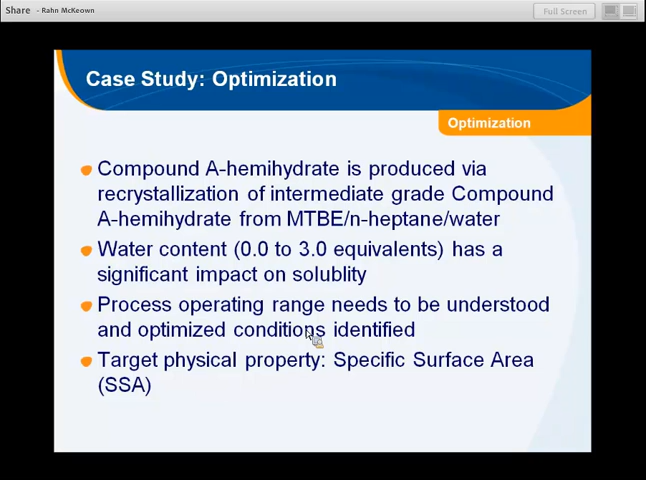 Share - Rahn McKeown
Full Screen
Case Study: Optimization
Optimization
Compound A-hemihydrate is produced via
recrystallization of intermediate grade Compound
A-hemihydrate from MTBE/n-heptane/water
Water content (0.0 to 3.0 equivalents) has a
significant impact on solublity
Process operating range needs to be understood
and optimized conditions identified
Target physical property: Specific Surface Area
(SSA)